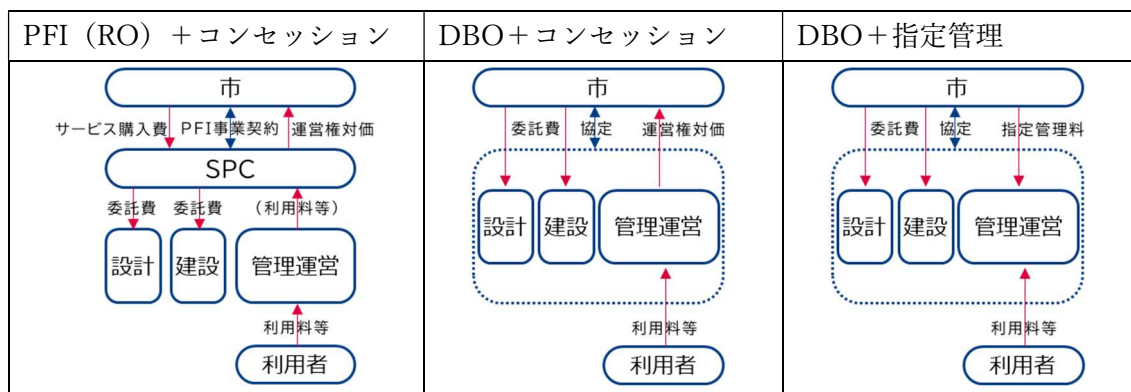 PFI（RO）＋コンセッション
市
サービス購入費 PFI事業契約 運営権対価
SPC
委託費 委託費 （利用料等）
設計 建設 管理運営
利用料等
利用者
DBO＋コンセッション
市
委託費 協定 運営権対価
設計 建設 管理運営
利用料等
利用者
DBO＋指定管理
市
委託費 協定 指定管理料
設計 建設 管理運営
利用料等
利用者